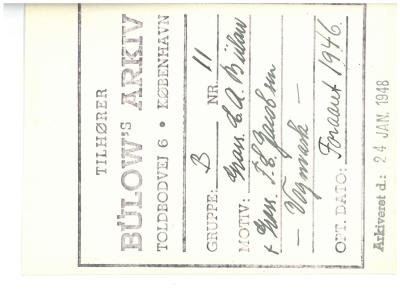 TILHØRER
BÜLOW'S ARKIV
TOLDBODVEJ 6 • KØBENHAVN
GRUPPE: B NR 11
MOTIV: C. A. Bülow
+ Jacobsen
OPT. DATO: Foraaret 1946.
Arkiveret d.: 24 JAN. 1948